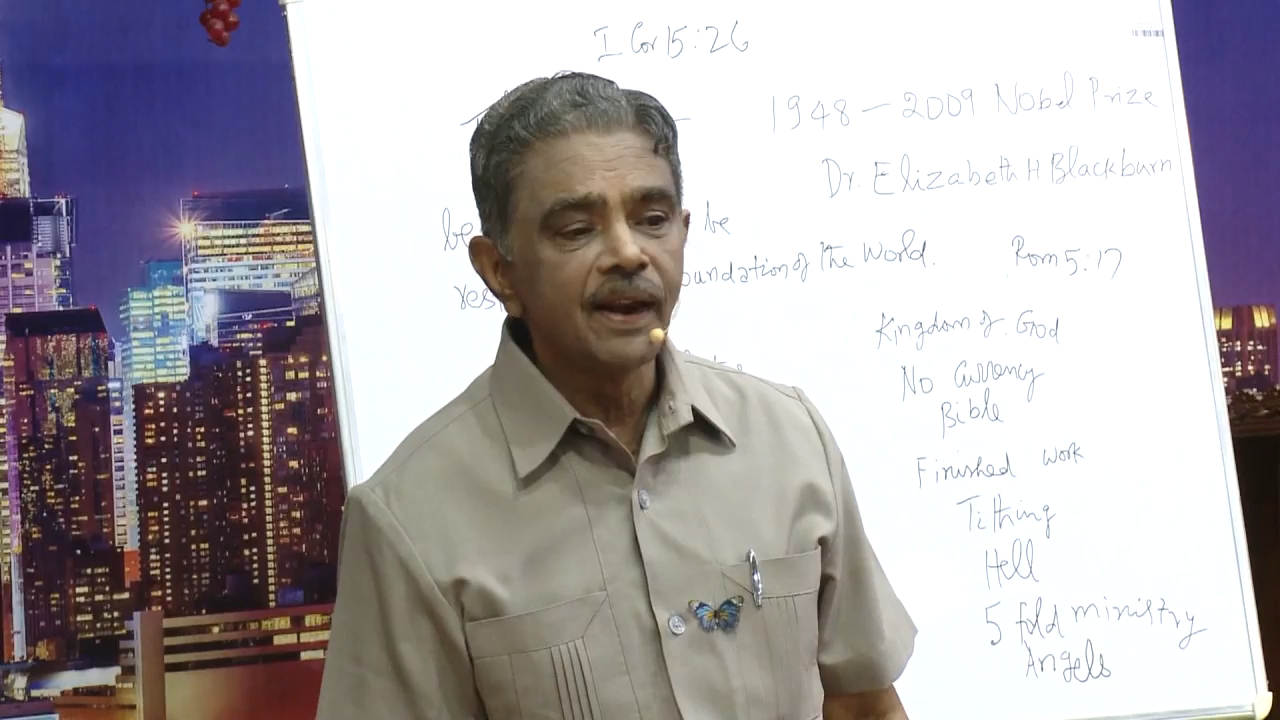 I Cor 15:26
1948 – 2009 Nobel Prize
Dr. Elizabeth H Blackburn
be be
res oundation of the World. Rom 5:17
Kingdom of God
No Currency
Bible
Finished work
Tithing
Hell
5 fold ministry
Angels